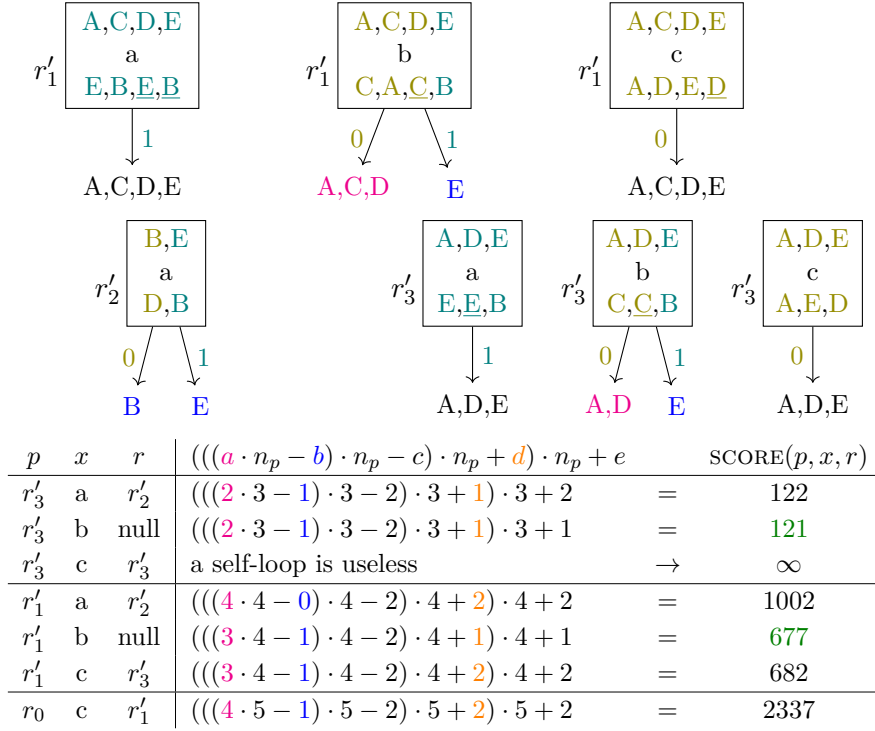 A,C,D,E A,C,D,E A,C,D,E
r′₁ a r′₁ b r′₁ c
E,B,E,B C,A,C,B A,D,E,D
1 0 1 0
A,C,D,E A,C,D E A,C,D,E
B,E A,D,E A,D,E A,D,E
r′₂ a r′₃ a r′₃ b r′₃ c
D,B E,E,B C,C,B A,E,D
0 1 1 0 1 0
B E A,D,E A,D E A,D,E
p x r (((a · nₚ − b) · nₚ − c) · nₚ + d) · nₚ + e SCORE(p, x, r)
r′₃ a r′₂ (((2 · 3 − 1) · 3 − 2) · 3 + 1) · 3 + 2 = 122
r′₃ b null (((2 · 3 − 1) · 3 − 2) · 3 + 1) · 3 + 1 = 121
r′₃ c r′₃ a self-loop is useless → ∞
r′₁ a r′₂ (((4 · 4 − 0) · 4 − 2) · 4 + 2) · 4 + 2 = 1002
r′₁ b null (((3 · 4 − 1) · 4 − 2) · 4 + 1) · 4 + 1 = 677
r′₁ c r′₃ (((3 · 4 − 1) · 4 − 2) · 4 + 2) · 4 + 2 = 682
r₀ c r′₁ (((4 · 5 − 1) · 5 − 2) · 5 + 2) · 5 + 2 = 2337